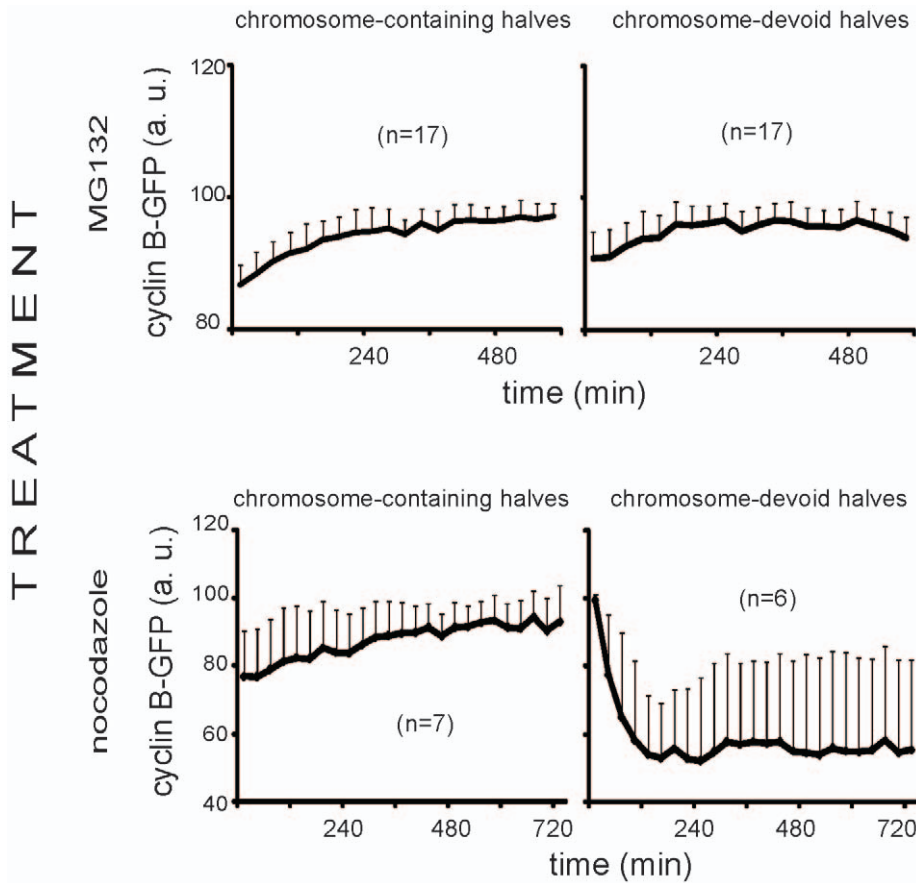 TREATMENT
MG132
chromosome-containing halves
chromosome-devoid halves
cyclin B-GFP (a. u.)
120
100
80
(n=17)
(n=17)
240
480
240
480
time (min)
nocodazole
chromosome-containing halves
chromosome-devoid halves
cyclin B-GFP (a. u.)
120
100
80
60
40
(n=7)
(n=6)
240
480
720
240
480
720
time (min)